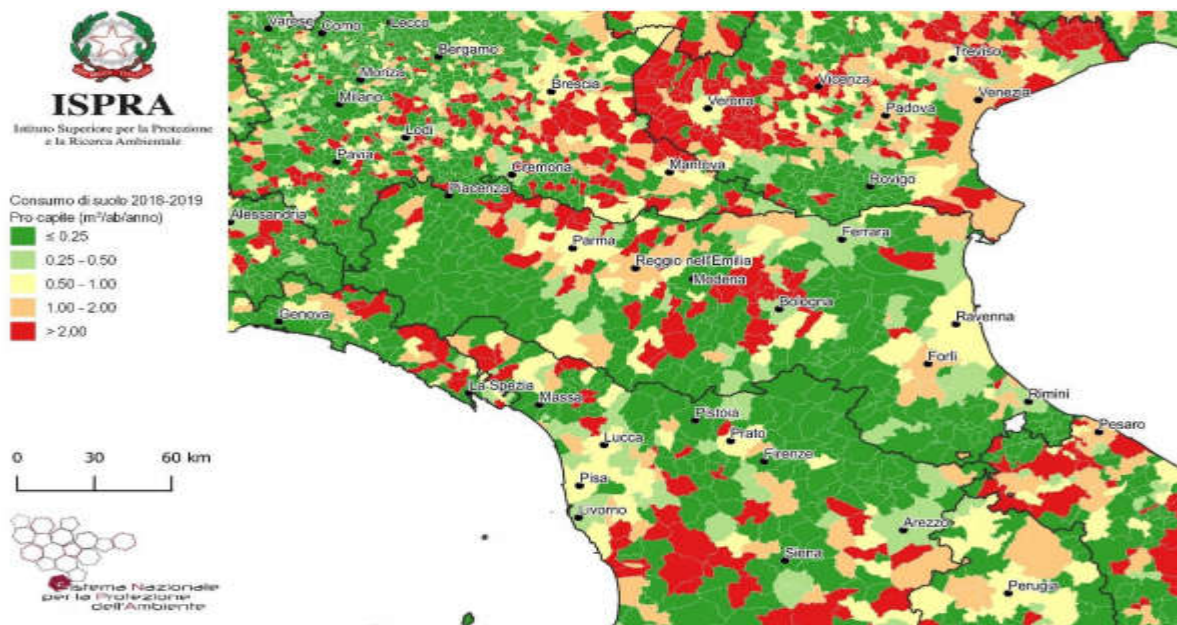 ISPRA
Istituto Superiore per la Protezione
e la Ricerca Ambientale
Consumo di suolo 2018-2019
Pro capite (m²/ab/anno)
≤ 0.25
0.25 - 0.50
0.50 - 1.00
1.00 - 2.00
> 2.00
0 30 60 km
Sistema Nazionale
per la Protezione
dell'Ambiente
Varese
Como
Lecco
Bergamo
Monza
Milano
Brescia
Lodi
Pavia
Cremona
Piacenza
Alessandria
Genova
Treviso
Vicenza
Venezia
Verona
Padova
Mantova
Rovigo
Ferrara
Parma
Reggio nell'Emilia
Modena
Bologna
Ravenna
Forlì
Rimini
Pesaro
La Spezia
Massa
Pistoia
Prato
Lucca
Firenze
Pisa
Livorno
Arezzo
Siena
Perugia